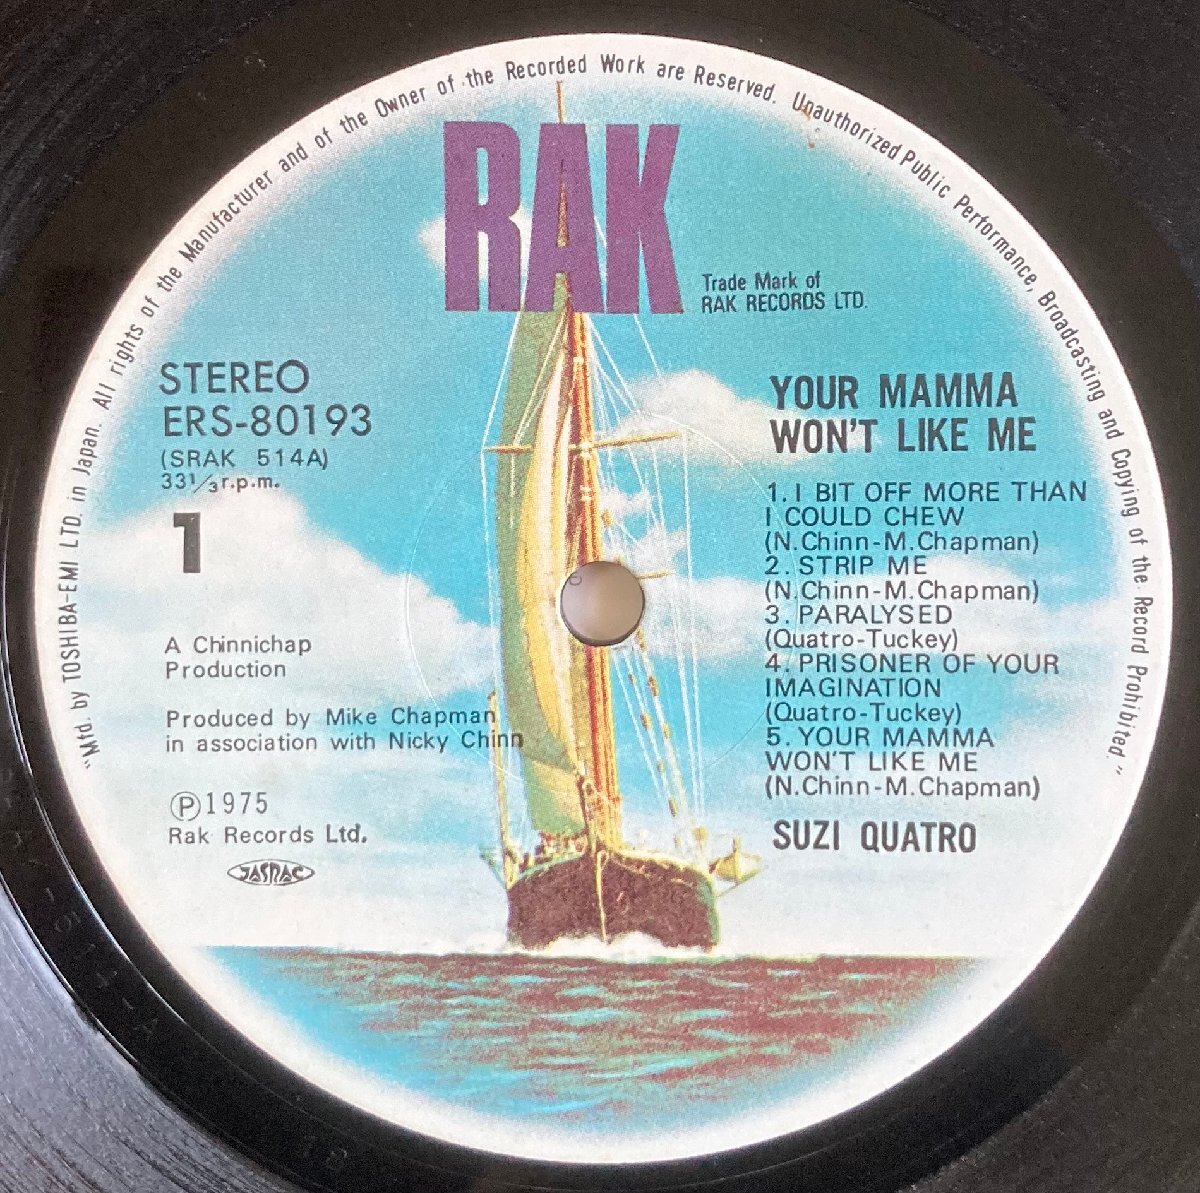 "Mfd. by TOSHIBA-EMI LTD. in Japan. All rights of the Manufacturer and of the Owner of the Recorded Work are Reserved. Unauthorized Public Performance, Broadcasting and Copying of the Record Prohibited."
RAK
Trade Mark of
RAK RECORDS LTD.
STEREO
ERS-80193
(SRAK 514A)
33 1/3 r.p.m.
1
A Chinnichap
Production
Produced by Mike Chapman
in association with Nicky Chinn
Ⓟ1975
Rak Records Ltd.
JASRAC
YOUR MAMMA
WON'T LIKE ME
1. I BIT OFF MORE THAN
I COULD CHEW
(N.Chinn-M.Chapman)
2. STRIP ME
(N.Chinn-M.Chapman)
3. PARALYSED
(Quatro-Tuckey)
4. PRISONER OF YOUR
IMAGINATION
(Quatro-Tuckey)
5. YOUR MAMMA
WON'T LIKE ME
(N.Chinn-M.Chapman)
SUZI QUATRO